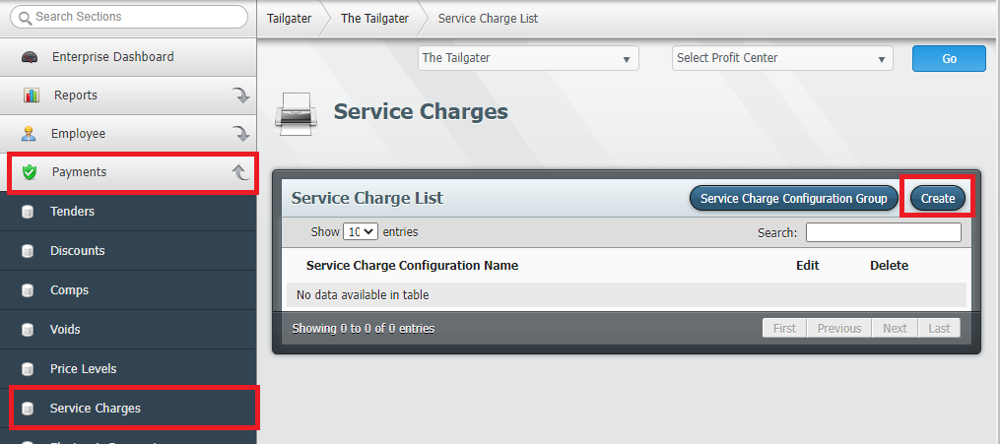 Search Sections
Tailgater The Tailgater Service Charge List
Enterprise Dashboard
The Tailgater Select Profit Center Go
Reports
Service Charges
Employee
Payments
Service Charge List Service Charge Configuration Group Create
Tenders
Show 10 entries Search:
Discounts
Service Charge Configuration Name Edit Delete
Comps
No data available in table
Voids
Showing 0 to 0 of 0 entries First Previous Next Last
Price Levels
Service Charges